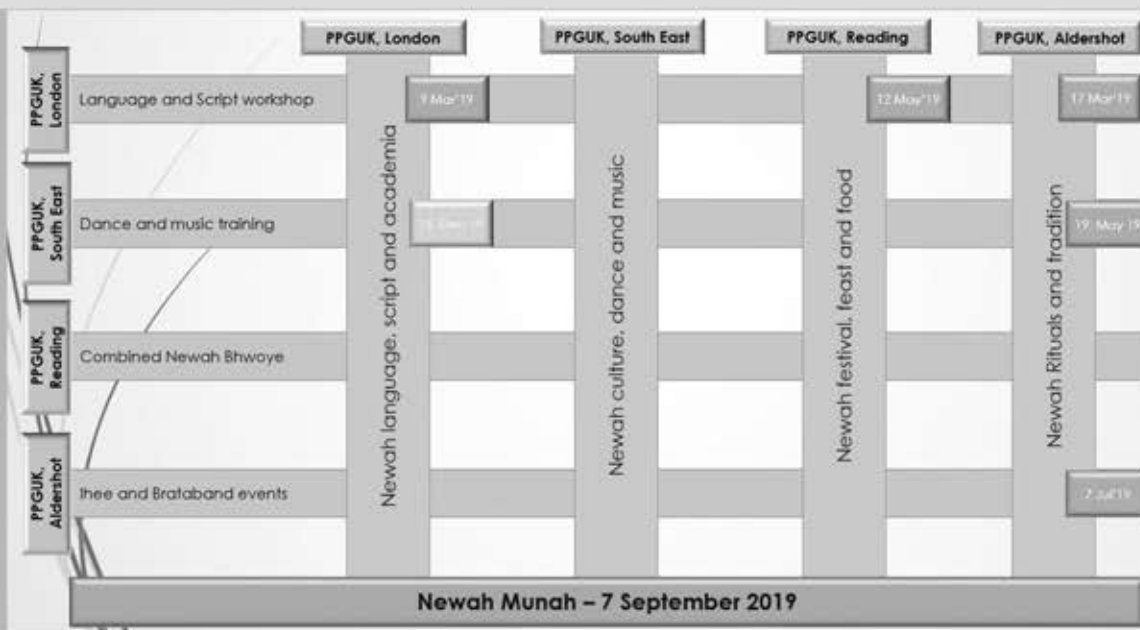 PPGUK, London
PPGUK, South East
PPGUK, Reading
PPGUK, Aldershot
PPGUK,
London
Language and Script workshop
9 Mar'19
12 May'19
17 Mar'19
PPGUK,
South East
Dance and music training
19 May 19
PPGUK,
Reading
Combined Newah Bhwoye
PPGUK,
Aldershot
Ihee and Brataband events
Newah language, script and academia
Newah culture, dance and music
Newah festival, feast and food
Newah Rituals and tradition
Newah Munah – 7 September 2019